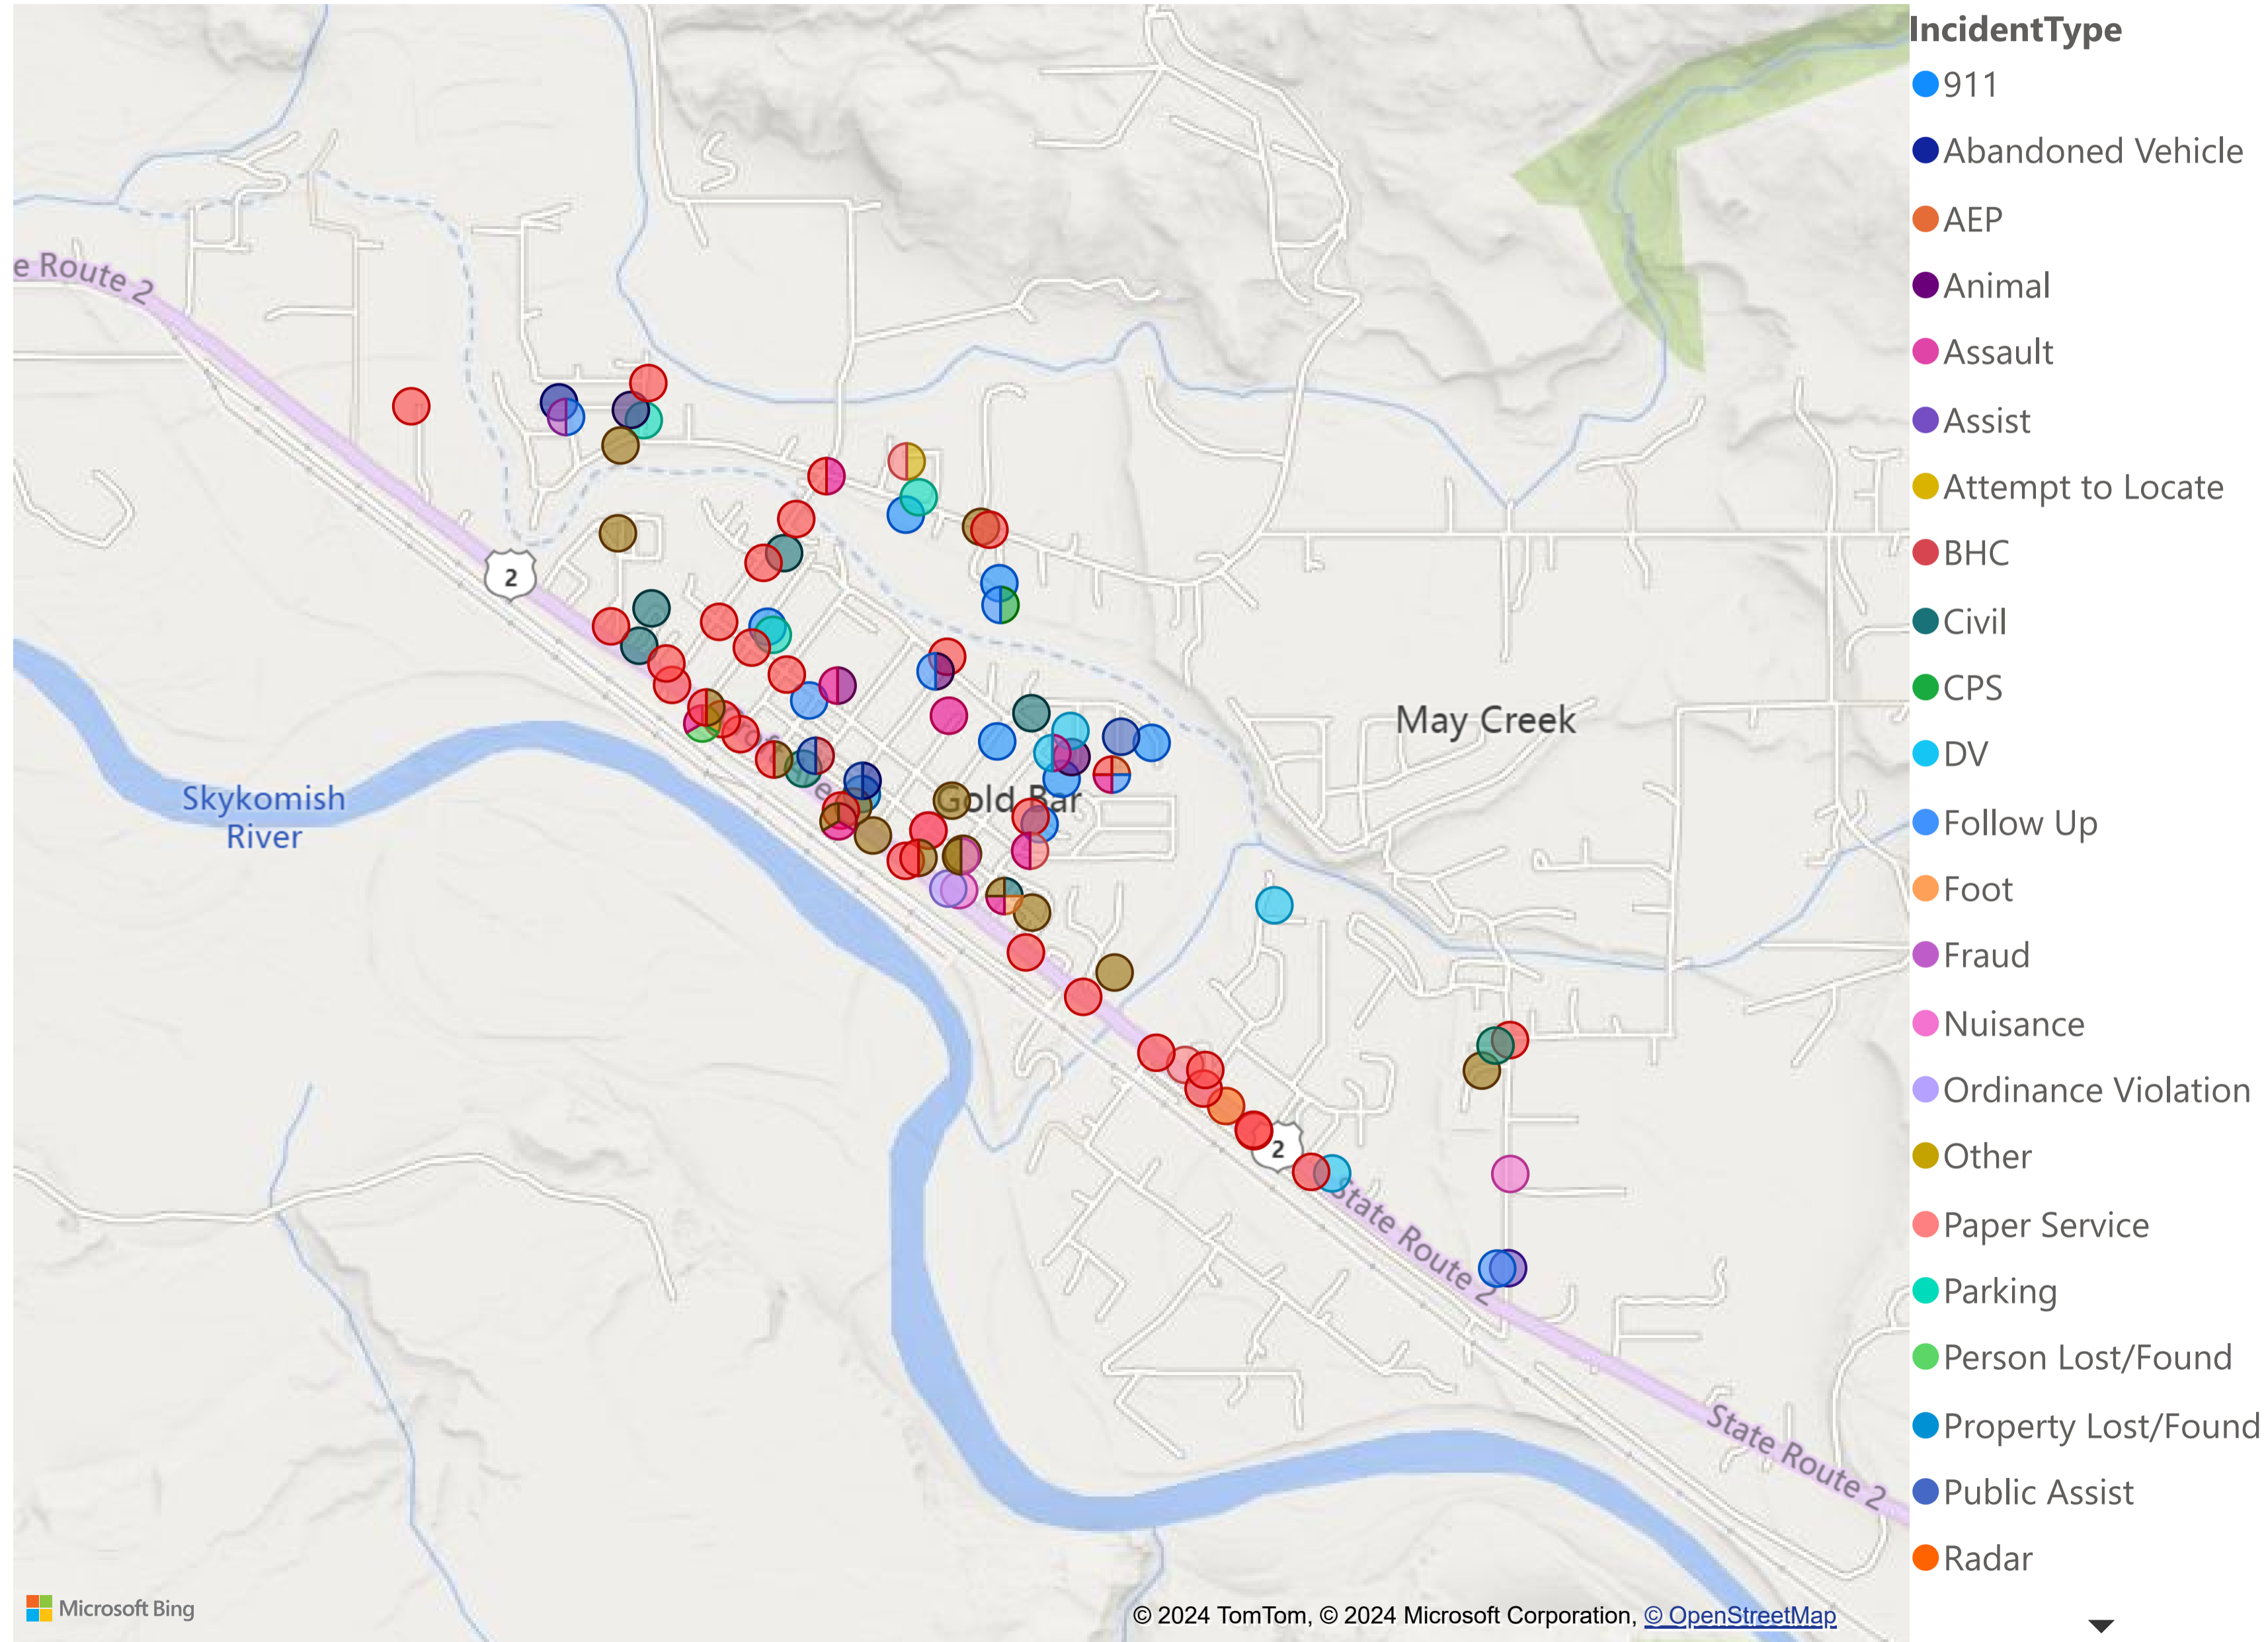 IncidentType
911
Abandoned Vehicle
AEP
Animal
Assault
Assist
Attempt to Locate
BHC
Civil
CPS
DV
Follow Up
Foot
Fraud
Nuisance
Ordinance Violation
Other
Paper Service
Parking
Person Lost/Found
Property Lost/Found
Public Assist
Radar
e Route 2
2
May Creek
Skykomish
River
Gold Bar
2
State Route 2
State Route 2
Microsoft Bing
© 2024 TomTom, © 2024 Microsoft Corporation, © OpenStreetMap